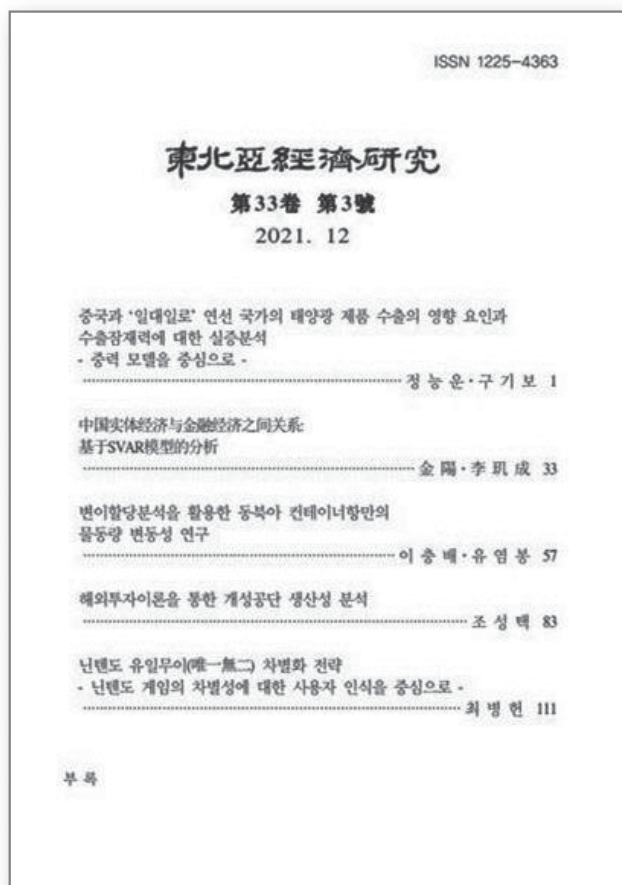 ISSN 1225-4363
東北亞經濟硏究
第33卷 第3號
2021. 12
중국과 '일대일로' 연선 국가의 태양광 제품 수출의 영향 요인과
수출잠재력에 대한 실증분석
- 중력 모델을 중심으로 -
정능운·구기보 1
中国实体经济与金融经济之间关系:
基于SVAR模型的分析
金陽·李玑成 33
변이할당분석을 활용한 동북아 컨테이너항만의
물동량 변동성 연구
이충배·유염봉 57
해외투자이론을 통한 개성공단 생산성 분석
조성택 83
닌텐도 유일무이(唯一無二) 차별화 전략
- 닌텐도 게임의 차별성에 대한 사용자 인식을 중심으로 -
최병헌 111
부록